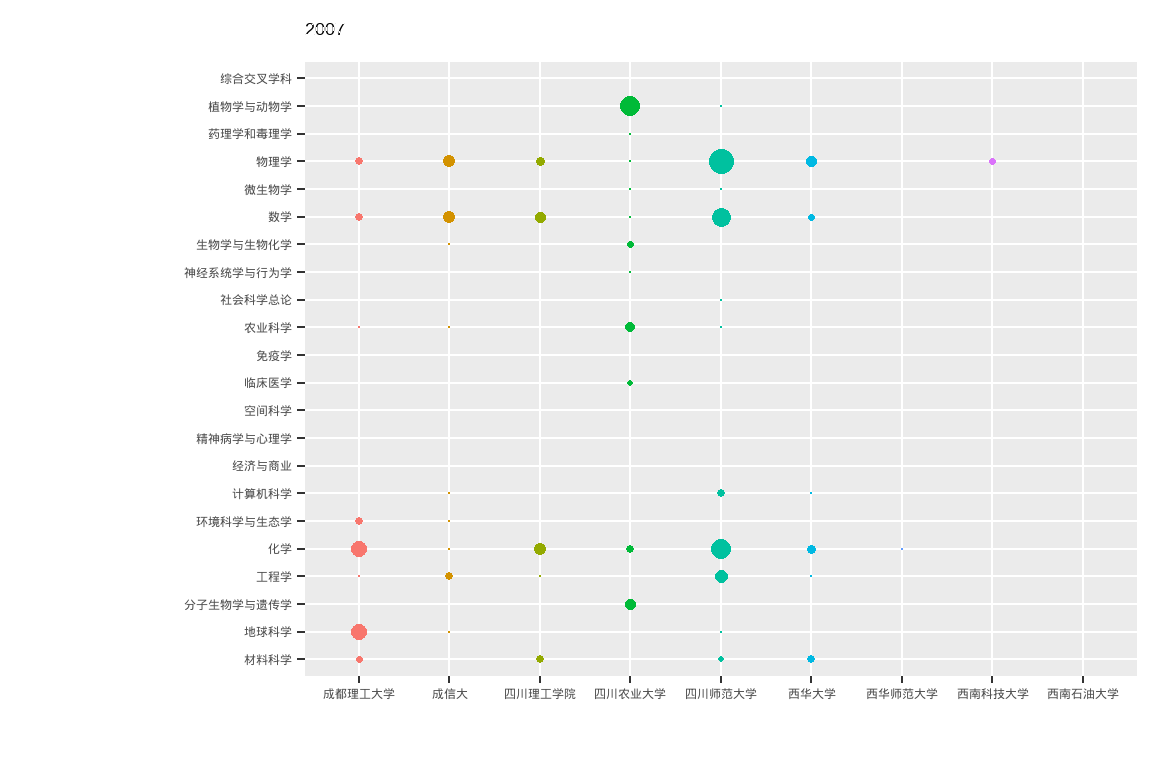 2007
综合交叉学科
植物学与动物学
药理学和毒理学
物理学
微生物学
数学
生物学与生物化学
神经系统学与行为学
社会科学总论
农业科学
免疫学
临床医学
空间科学
精神病学与心理学
经济与商业
计算机科学
环境科学与生态学
化学
工程学
分子生物学与遗传学
地球科学
材料科学
成都理工大学 成信大 四川理工学院 四川农业大学 四川师范大学 西华大学 西华师范大学 西南科技大学 西南石油大学